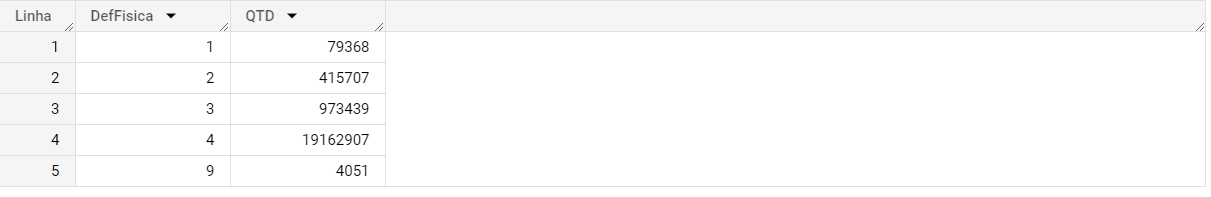 Linha DefFisica QTD
1 1 79368
2 2 415707
3 3 973439
4 4 19162907
5 9 4051